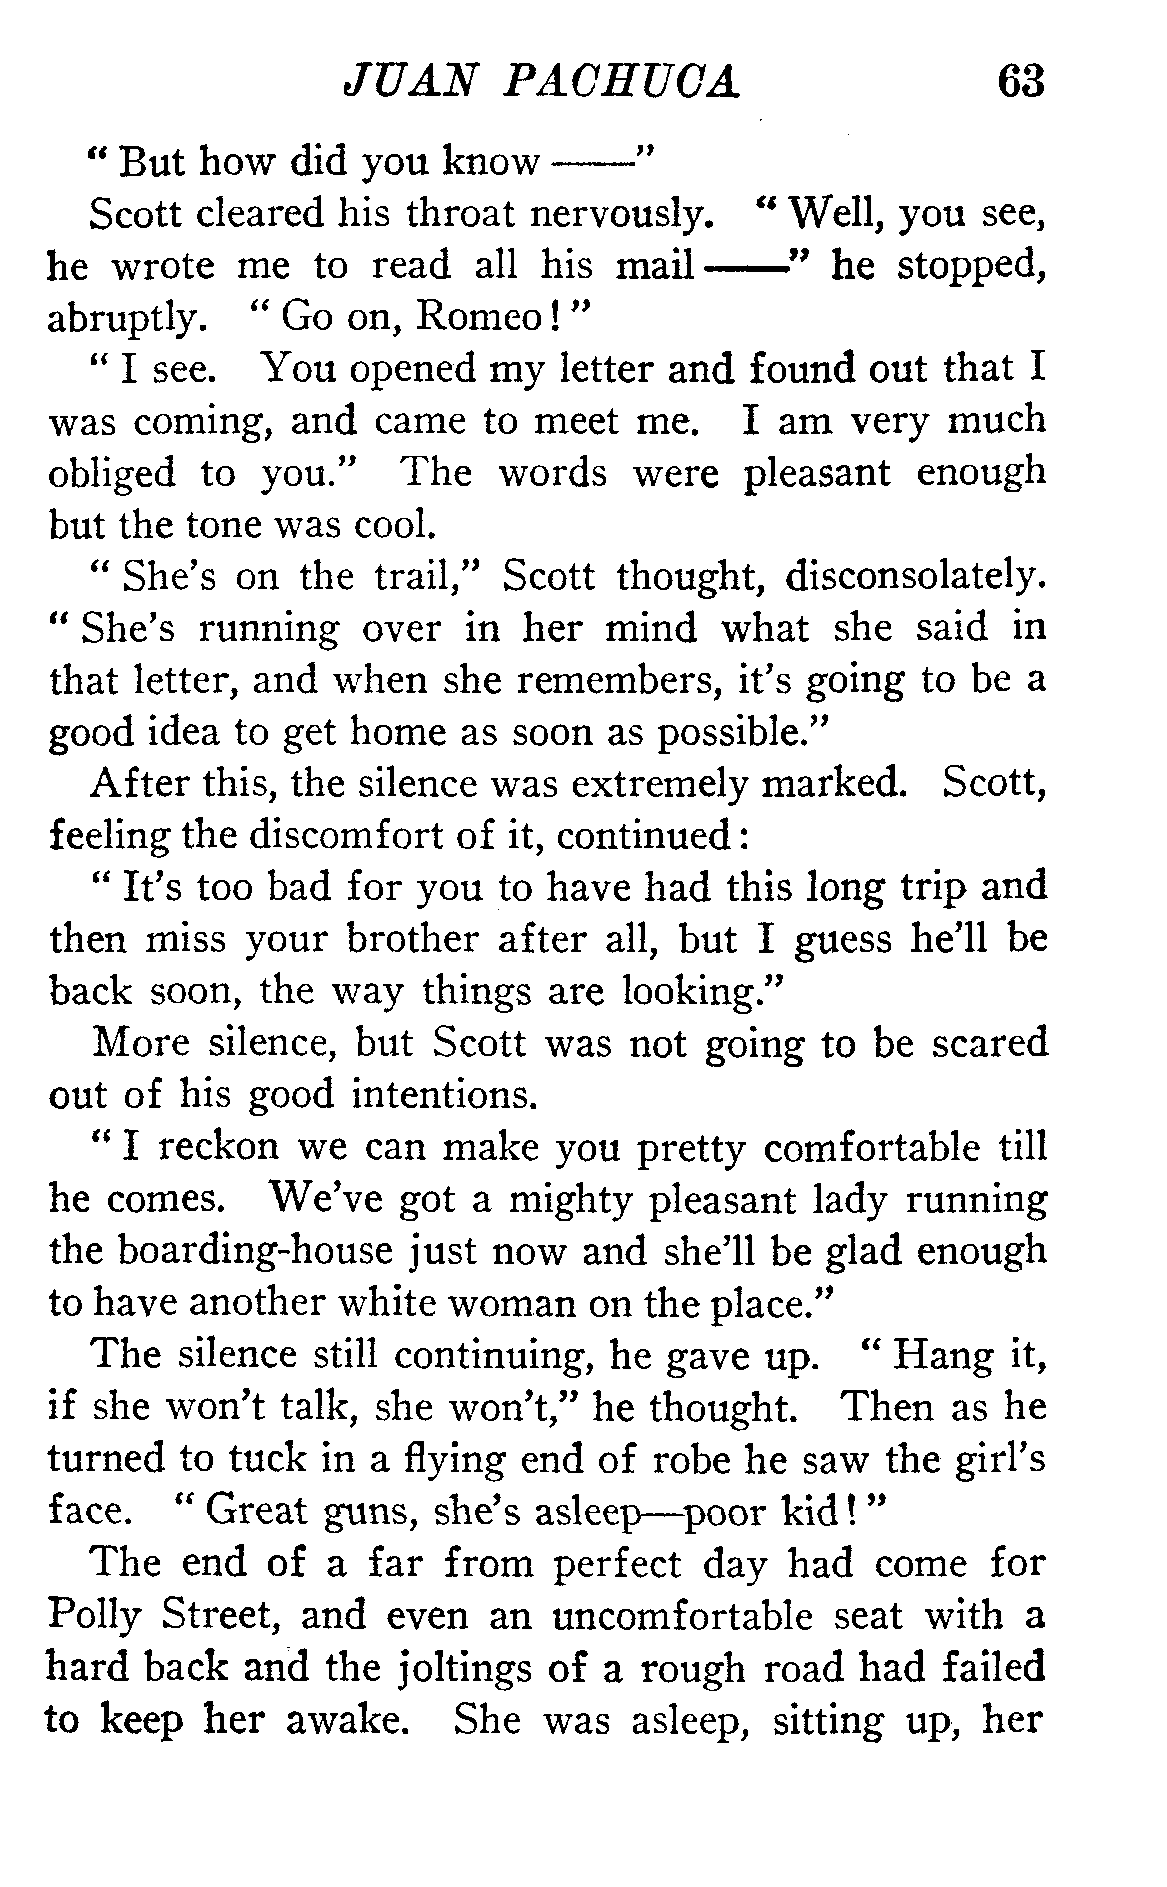 JUAN PACHUCA 63
" But how did you know ——"
Scott cleared his throat nervously. " Well, you see,
he wrote me to read all his mail ——" he stopped,
abruptly. " Go on, Romeo! "
" I see. You opened my letter and found out that I
was coming, and came to meet me. I am very much
obliged to you." The words were pleasant enough
but the tone was cool.
" She's on the trail," Scott thought, disconsolately.
" She's running over in her mind what she said in
that letter, and when she remembers, it's going to be a
good idea to get home as soon as possible."
After this, the silence was extremely marked. Scott,
feeling the discomfort of it, continued:
" It's too bad for you to have had this long trip and
then miss your brother after all, but I guess he'll be
back soon, the way things are looking."
More silence, but Scott was not going to be scared
out of his good intentions.
" I reckon we can make you pretty comfortable till
he comes. We've got a mighty pleasant lady running
the boarding-house just now and she'll be glad enough
to have another white woman on the place."
The silence still continuing, he gave up. " Hang it,
if she won't talk, she won't," he thought. Then as he
turned to tuck in a flying end of robe he saw the girl's
face. " Great guns, she's asleep—poor kid! "
The end of a far from perfect day had come for
Polly Street, and even an uncomfortable seat with a
hard back and the joltings of a rough road had failed
to keep her awake. She was asleep, sitting up, her